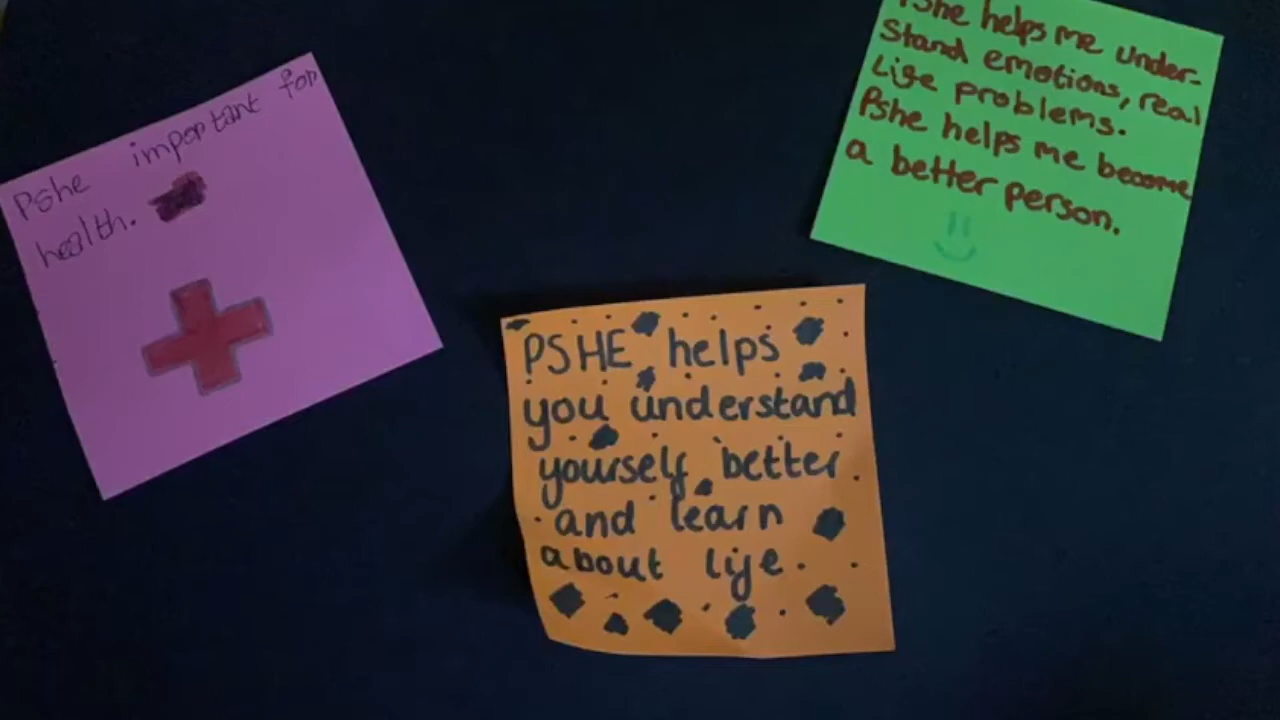 Pshe important for
health.
PSHE helps
you understand
yourself better
and learn
about life.
Pshe helps me under-
stand emotions, real
Life problems.
Pshe helps me become
a better person.